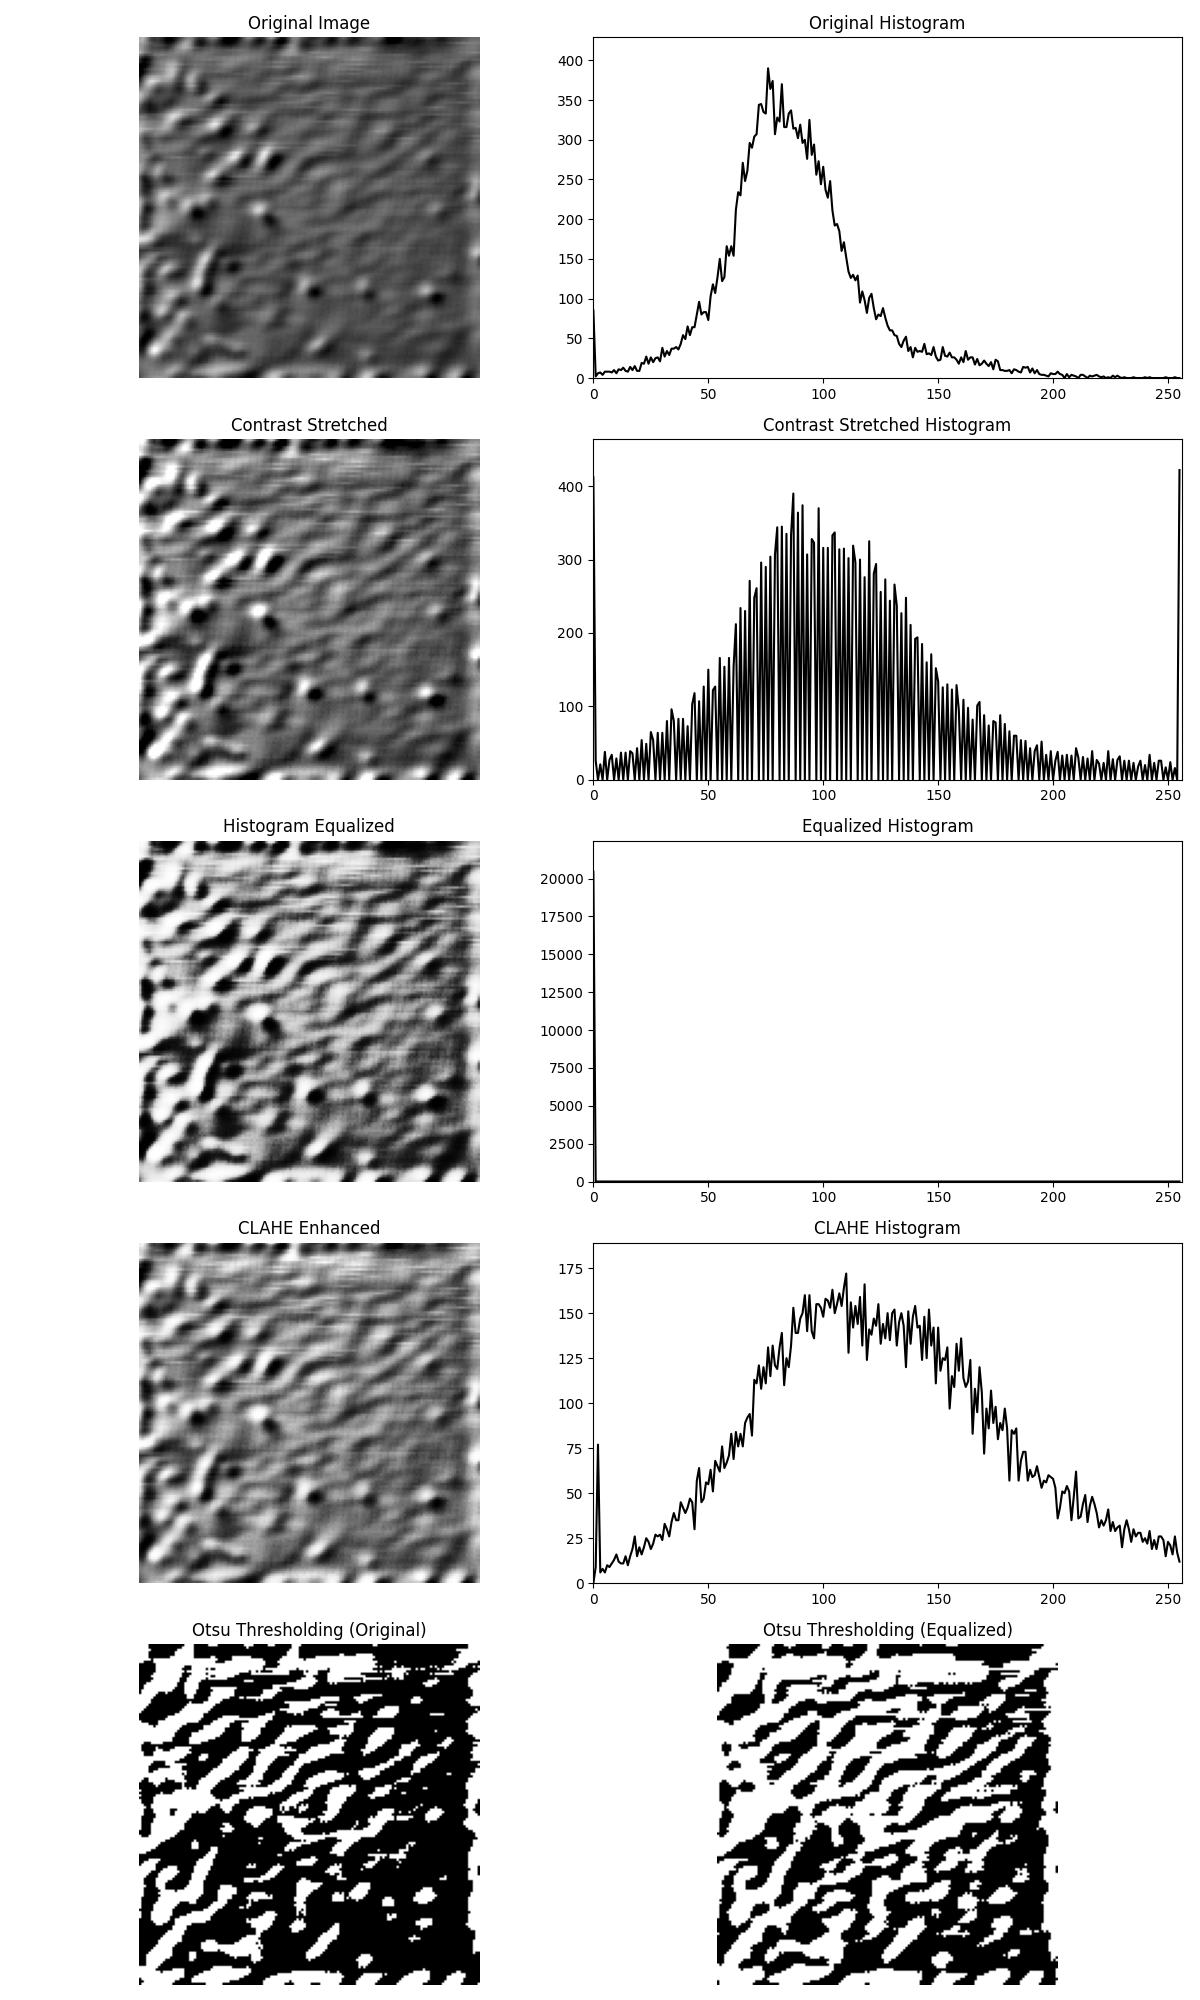 Original Image
Original Histogram
400
350
300
250
200
150
100
50
0
0 50 100 150 200 250
Contrast Stretched
Contrast Stretched Histogram
400
300
200
100
0
0 50 100 150 200 250
Histogram Equalized
Equalized Histogram
20000
17500
15000
12500
10000
7500
5000
2500
0
0 50 100 150 200 250
CLAHE Enhanced
CLAHE Histogram
175
150
125
100
75
50
25
0
0 50 100 150 200 250
Otsu Thresholding (Original)
Otsu Thresholding (Equalized)